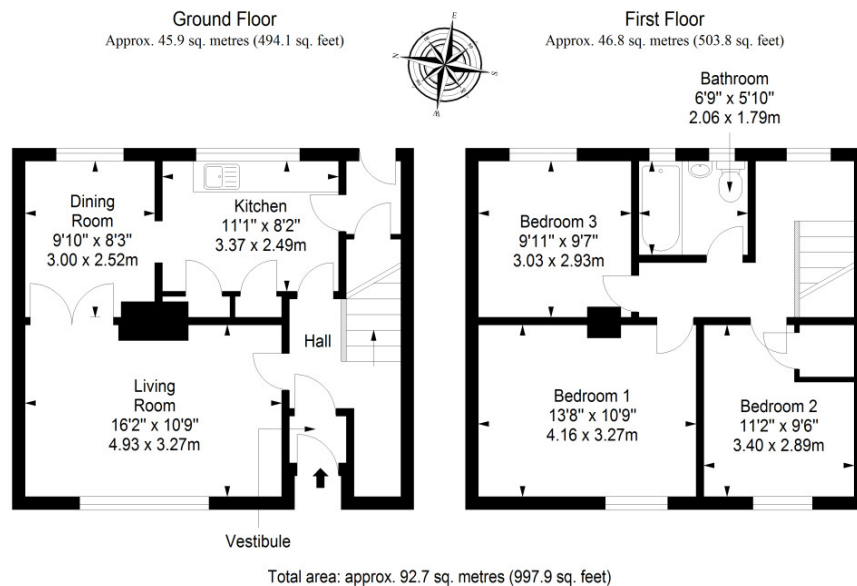 Ground Floor
Approx. 45.9 sq. metres (494.1 sq. feet)
First Floor
Approx. 46.8 sq. metres (503.8 sq. feet)
E
N
S
W
Bathroom
6'9" x 5'10"
2.06 x 1.79m
Dining
Room
9'10" x 8'3"
3.00 x 2.52m
Kitchen
11'1" x 8'2"
3.37 x 2.49m
Bedroom 3
9'11" x 9'7"
3.03 x 2.93m
Hall
Living
Room
16'2" x 10'9"
4.93 x 3.27m
Bedroom 1
13'8" x 10'9"
4.16 x 3.27m
Bedroom 2
11'2" x 9'6"
3.40 x 2.89m
Vestibule
Total area: approx. 92.7 sq. metres (997.9 sq. feet)